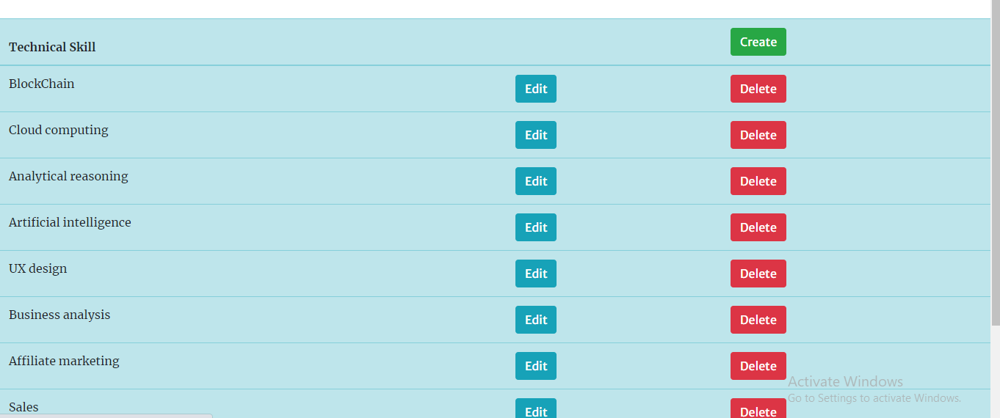 Technical Skill Create
BlockChain Edit Delete
Cloud computing Edit Delete
Analytical reasoning Edit Delete
Artificial intelligence Edit Delete
UX design Edit Delete
Business analysis Edit Delete
Affiliate marketing Edit Delete
Activate Windows
Go to Settings to activate Windows.
Sales Edit Delete